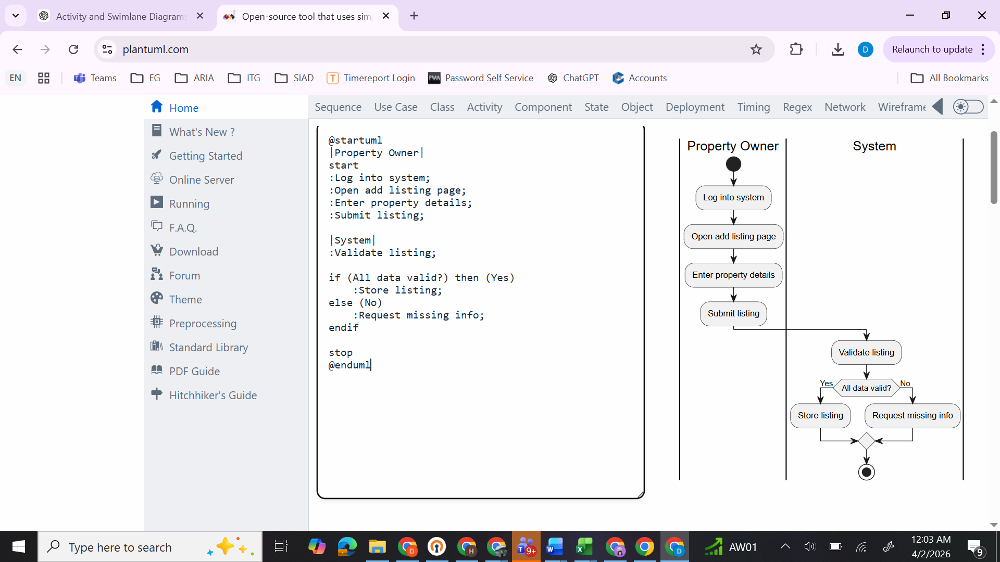 Activity and Swimlane Diagrams
Open-source tool that uses sim
plantuml.com
Relaunch to update
D
EN
Teams
EG
ARIA
ITG
SIAD
Timereport Login
PWM
Password Self Service
ChatGPT
Accounts
All Bookmarks
Home
What's New ?
Getting Started
Online Server
Running
F.A.Q.
Download
Forum
Theme
Preprocessing
Standard Library
PDF Guide
Hitchhiker's Guide
Sequence Use Case Class Activity Component State Object Deployment Timing Regex Network Wireframe
@startuml
|Property Owner|
start
:Log into system;
:Open add listing page;
:Enter property details;
:Submit listing;
|System|
:Validate listing;
if (All data valid?) then (Yes)
:Store listing;
else (No)
:Request missing info;
endif
stop
@enduml
Property Owner
System
Log into system
Open add listing page
Enter property details
Submit listing
Validate listing
Yes
All data valid?
No
Store listing
Request missing info
Type here to search
D
H
T
9+
W
X
D
AW01
12:03 AM
4/2/2026
9